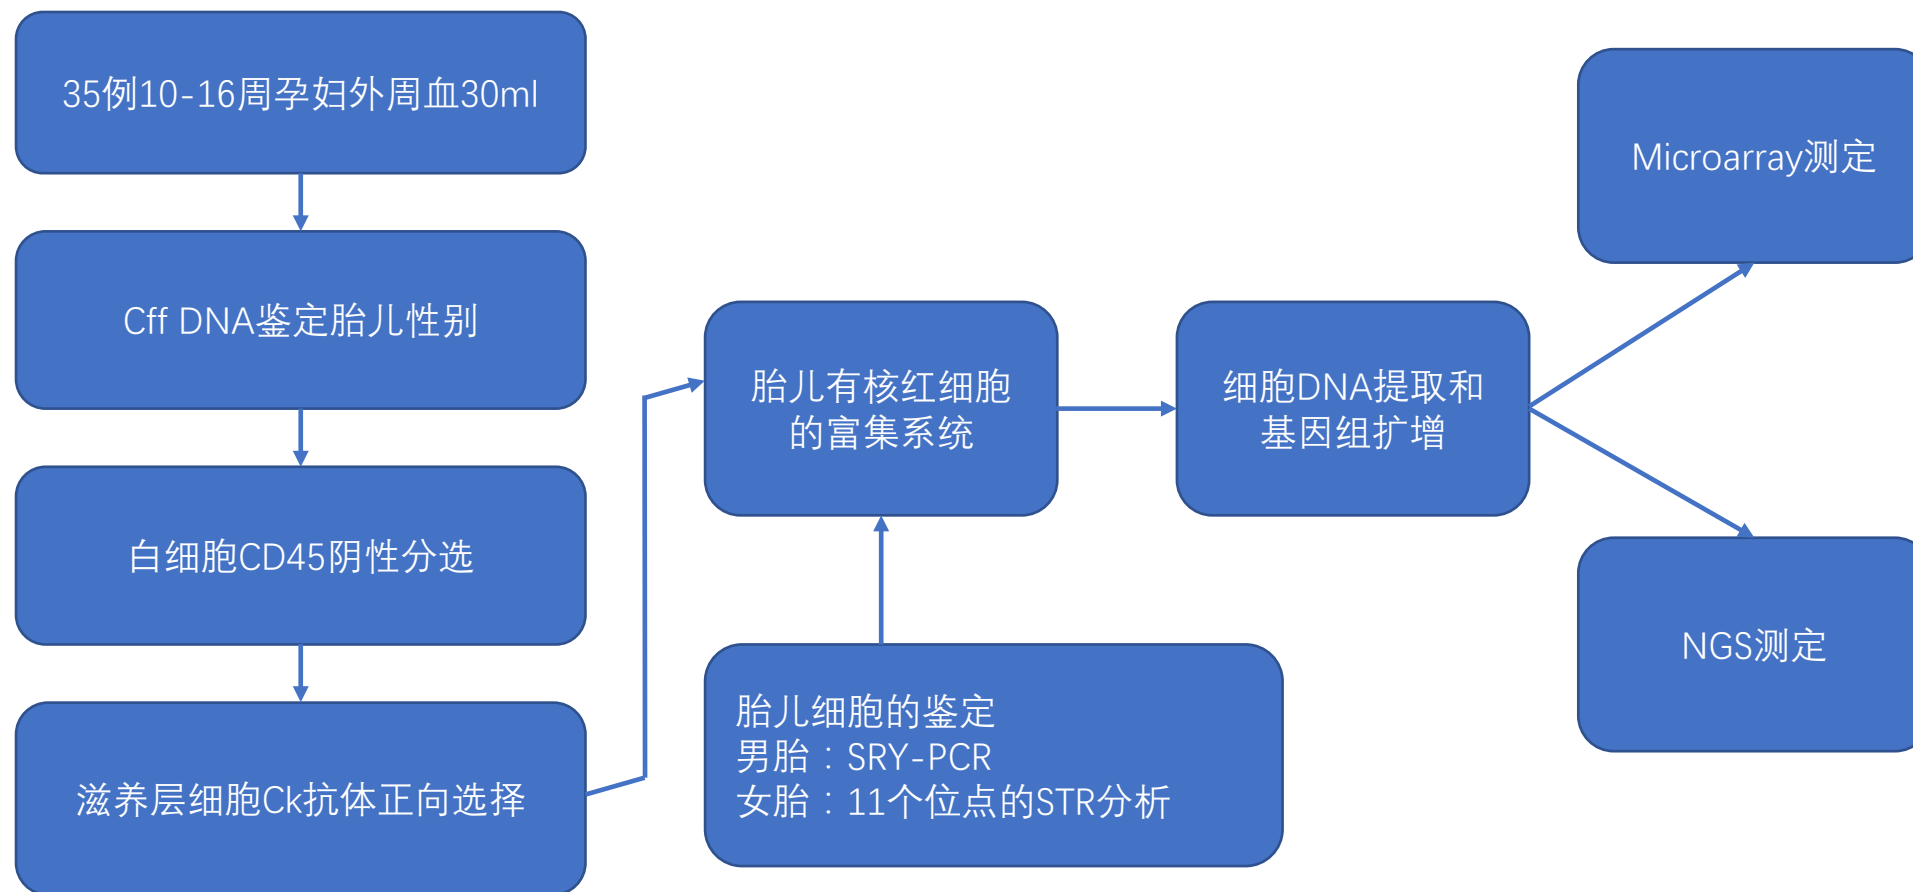 35例10-16周孕妇外周血30ml
Cff DNA鉴定胎儿性别
白细胞CD45阴性分选
滋养层细胞Ck抗体正向选择
胎儿有核红细胞
的富集系统
胎儿细胞的鉴定
男胎：SRY-PCR
女胎：11个位点的STR分析
细胞DNA提取和
基因组扩增
Microarray测定
NGS测定